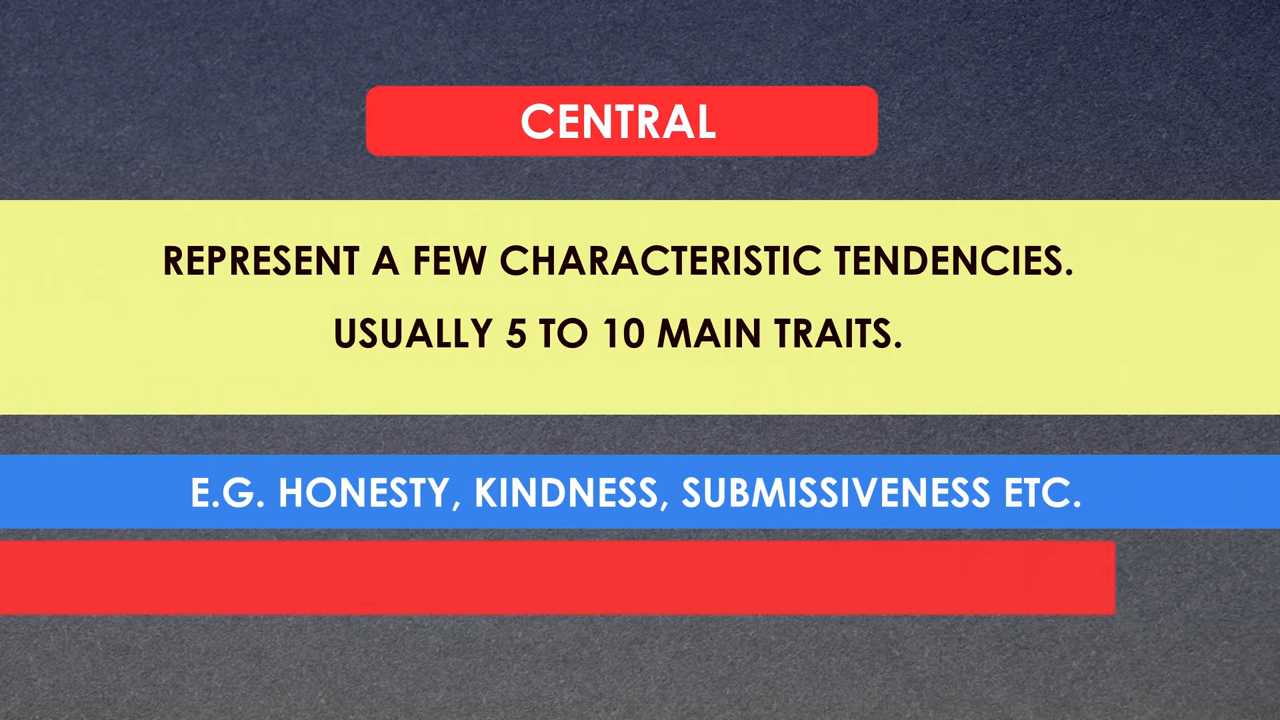 CENTRAL
REPRESENT A FEW CHARACTERISTIC TENDENCIES.
USUALLY 5 TO 10 MAIN TRAITS.
E.G. HONESTY, KINDNESS, SUBMISSIVENESS ETC.